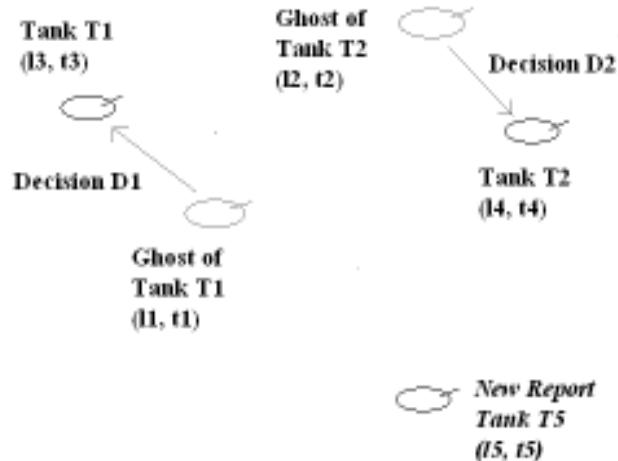 Tank T1
(l3, t3)
Ghost of
Tank T2
(l2, t2)
Decision D2
Decision D1
Tank T2
(l4, t4)
Ghost of
Tank T1
(l1, t1)
New Report
Tank T5
(l5, t5)